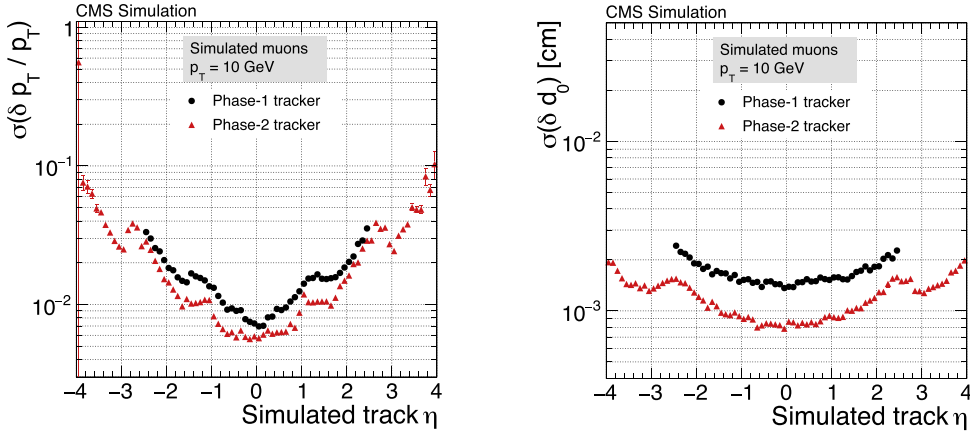 CMS Simulation
σ(δ p_T / p_T)
1
10⁻¹
10⁻²
Simulated muons
p_T = 10 GeV
Phase-1 tracker
Phase-2 tracker
−4 −3 −2 −1 0 1 2 3 4
Simulated track η
CMS Simulation
σ(δ d_0) [cm]
10⁻²
10⁻³
Simulated muons
p_T = 10 GeV
Phase-1 tracker
Phase-2 tracker
−4 −3 −2 −1 0 1 2 3 4
Simulated track η